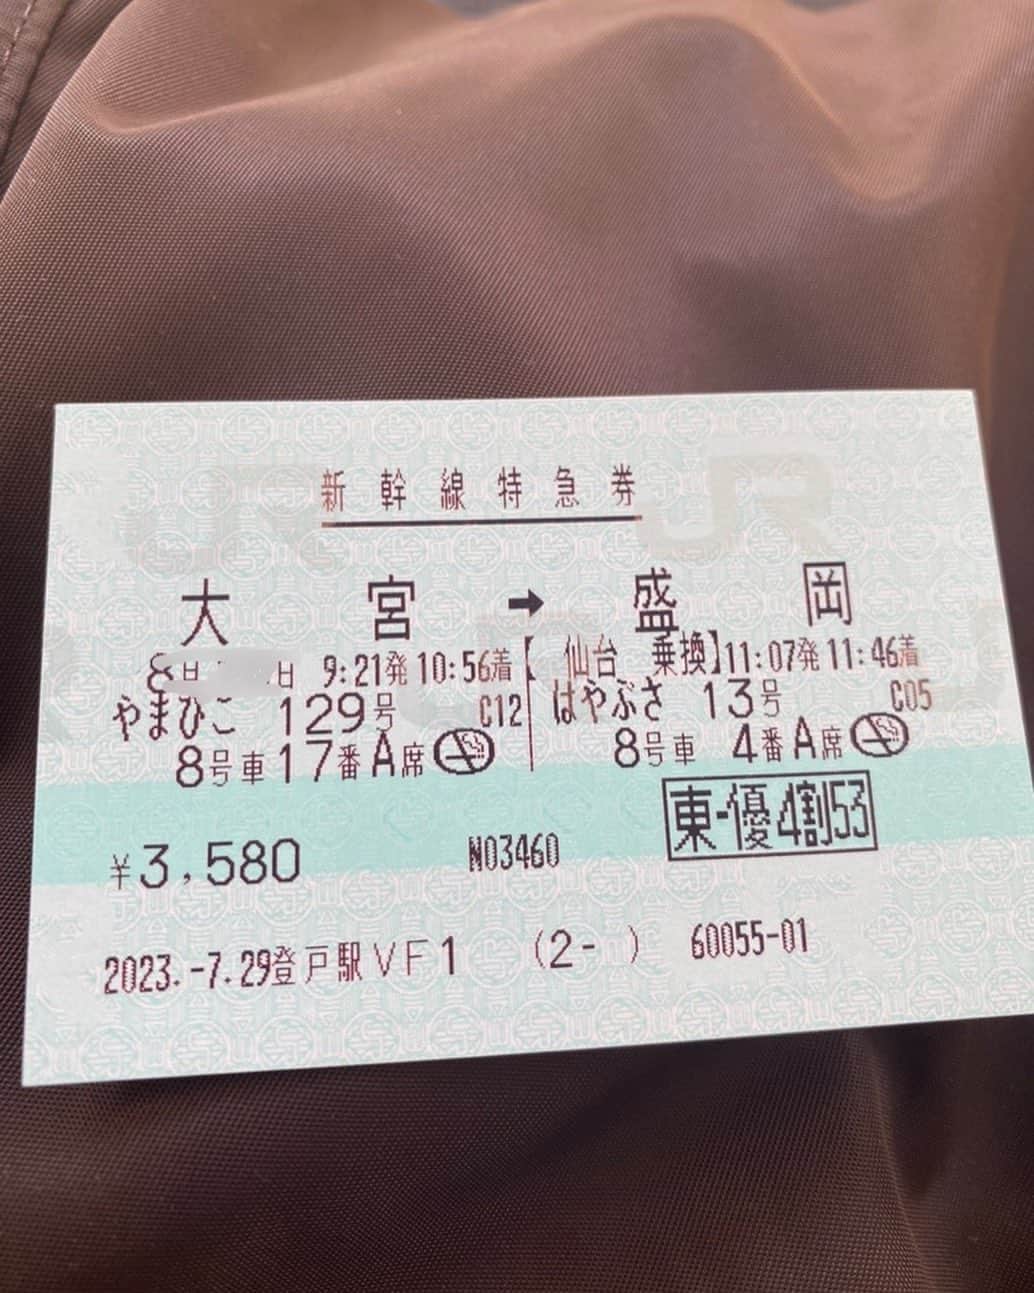 新幹線特急券
大宮 ➡ 盛岡
日 9:21発 10:56着【 仙台 乗換】11:07発 11:46着
やまびこ 129号 C12 はやぶさ 13号 C05
8号車 17番A席 8号車 4番A席
東-優4割53
¥3,580 N03460
2023.-7.29登戸駅VF1 (2- ) 60055-01
JR